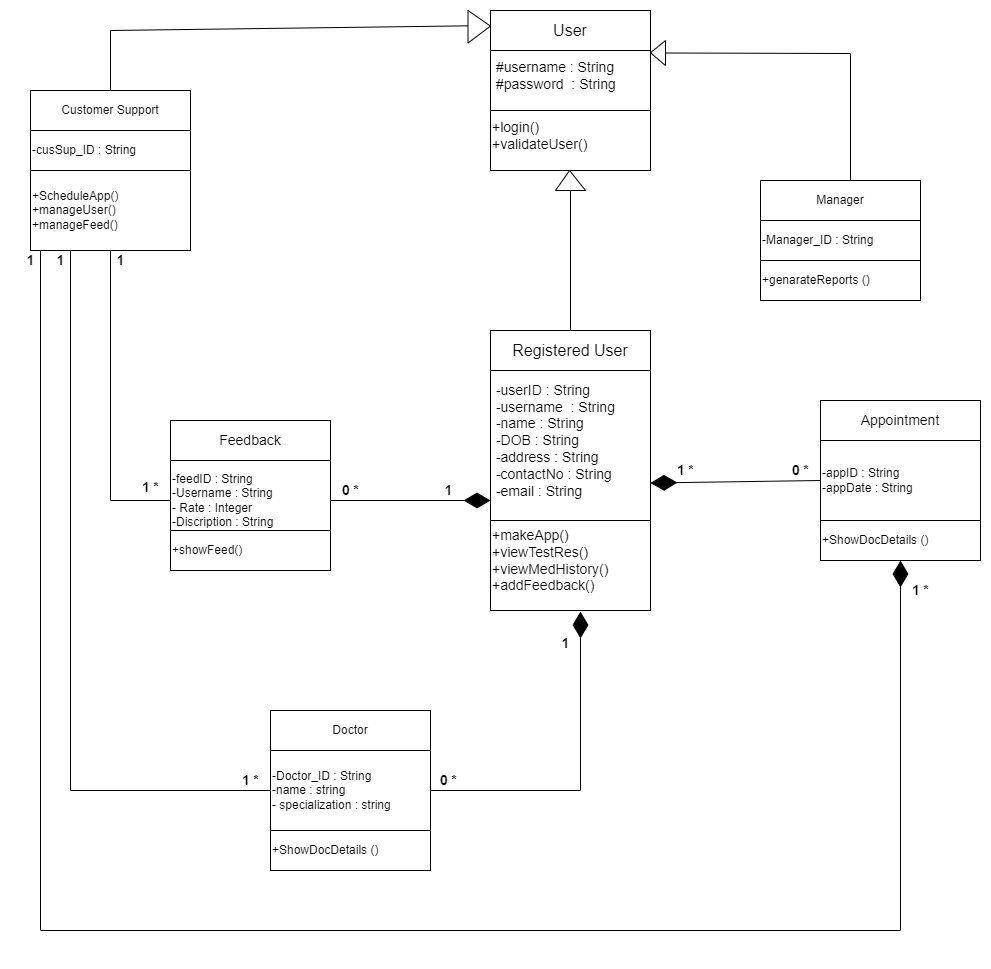 User
#username : String
#password  : String
+login()
+validateUser()
Customer Support
-cusSup_ID : String
+ScheduleApp()
+manageUser()
+manageFeed()
1
1
1
Manager
-Manager_ID : String
+genarateReports ()
Registered User
-userID : String
-username  : String
-name : String
-DOB : String
-address : String
-contactNo : String
-email : String
+makeApp()
+viewTestRes()
+viewMedHistory()
+addFeedback()
Feedback
-feedID : String
-Username : String
- Rate : Integer
-Discription : String
+showFeed()
1 *
0 *
1
1 *
0 *
Appointment
-appID : String
-appDate : String
+ShowDocDetails ()
1 *
1
Doctor
-Doctor_ID : String
-name : string
- specialization : string
+ShowDocDetails ()
1 *
0 *